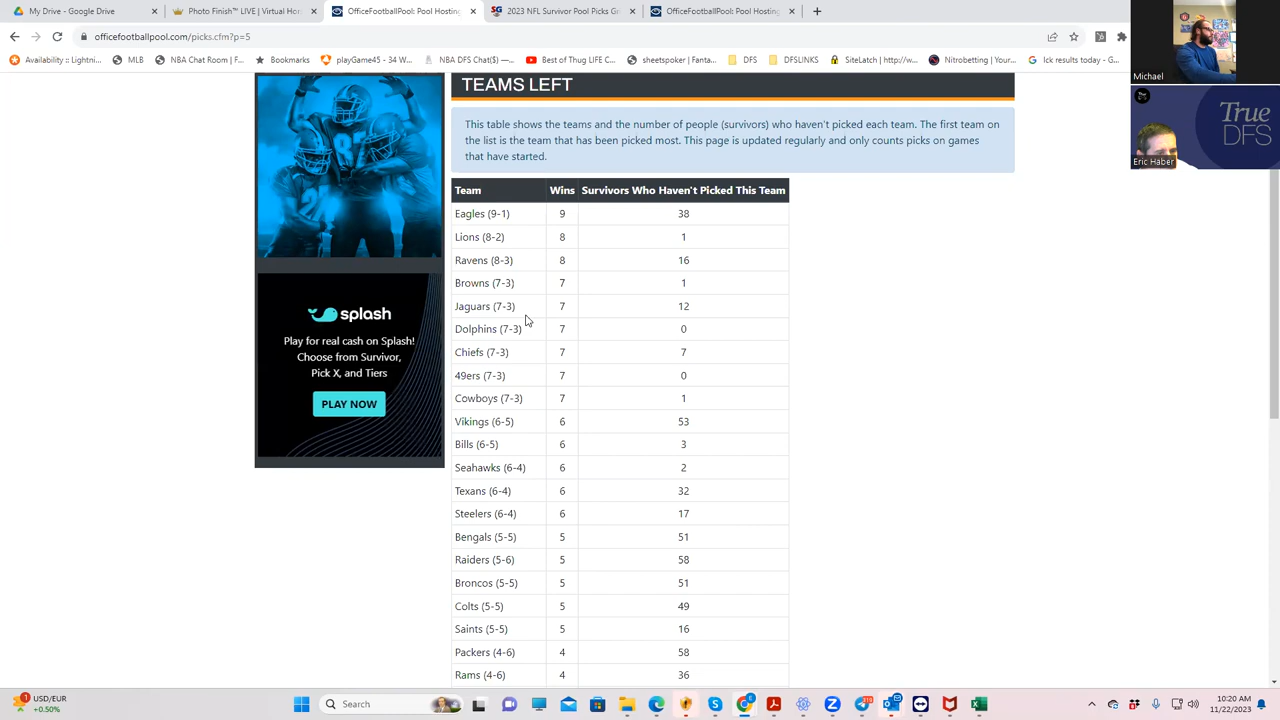 My Drive - Google Drive
Photo Finish™ LIVE | Virtual Hor
OfficeFootballPool: Pool Hosting
2023 NFL Survivor Pool Picks Gri
OfficeFootballPool: Pool Hosting
officefootballpool.com/picks.cfm?p=5
Availability :: Lightni...
MLB
NBA Chat Room (
Bookmarks
playGame45 - 34 W...
NBA DFS Chat($) —...
Best of Thug LIFE C...
sheetspoker | Fanta...
DFS
DFSLINKS
SiteLatch | http://w...
Nitrobetting | Your...
Ick results today - G...
Michael
True
DFS
Eric Haber
TEAMS LEFT
This table shows the teams and the number of people (survivors) who haven't picked each team. The first team on
the list is the team that has been picked most. This page is updated regularly and only counts picks on games
that have started.
Team Wins Survivors Who Haven't Picked This Team
Eagles (9-1) 9 38
Lions (8-2) 8 1
Ravens (8-3) 8 16
Browns (7-3) 7 1
Jaguars (7-3) 7 12
Dolphins (7-3) 7 0
Chiefs (7-3) 7 7
49ers (7-3) 7 0
Cowboys (7-3) 7 1
Vikings (6-5) 6 53
Bills (6-5) 6 3
Seahawks (6-4) 6 2
Texans (6-4) 6 32
Steelers (6-4) 6 17
Bengals (5-5) 5 51
Raiders (5-6) 5 58
Broncos (5-5) 5 51
Colts (5-5) 5 49
Saints (5-5) 5 16
Packers (4-6) 4 58
Rams (4-6) 4 36
splash
Play for real cash on Splash!
Choose from Survivor,
Pick X, and Tiers
PLAY NOW
USD/EUR
+0.50%
Search
10:20 AM
11/22/2023